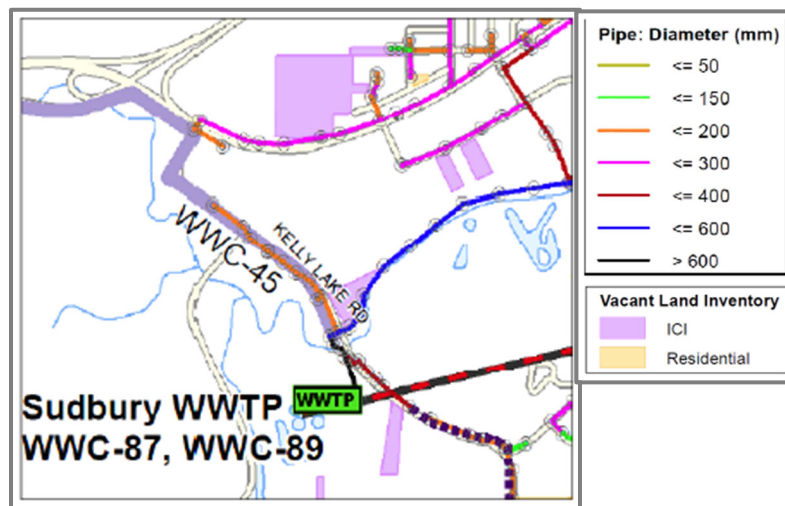 WWC-45
KELLY LAKE RD
WWTP
Sudbury WWTP
WWC-87, WWC-89
Pipe: Diameter (mm)
<= 50
<= 150
<= 200
<= 300
<= 400
<= 600
> 600
Vacant Land Inventory
ICI
Residential